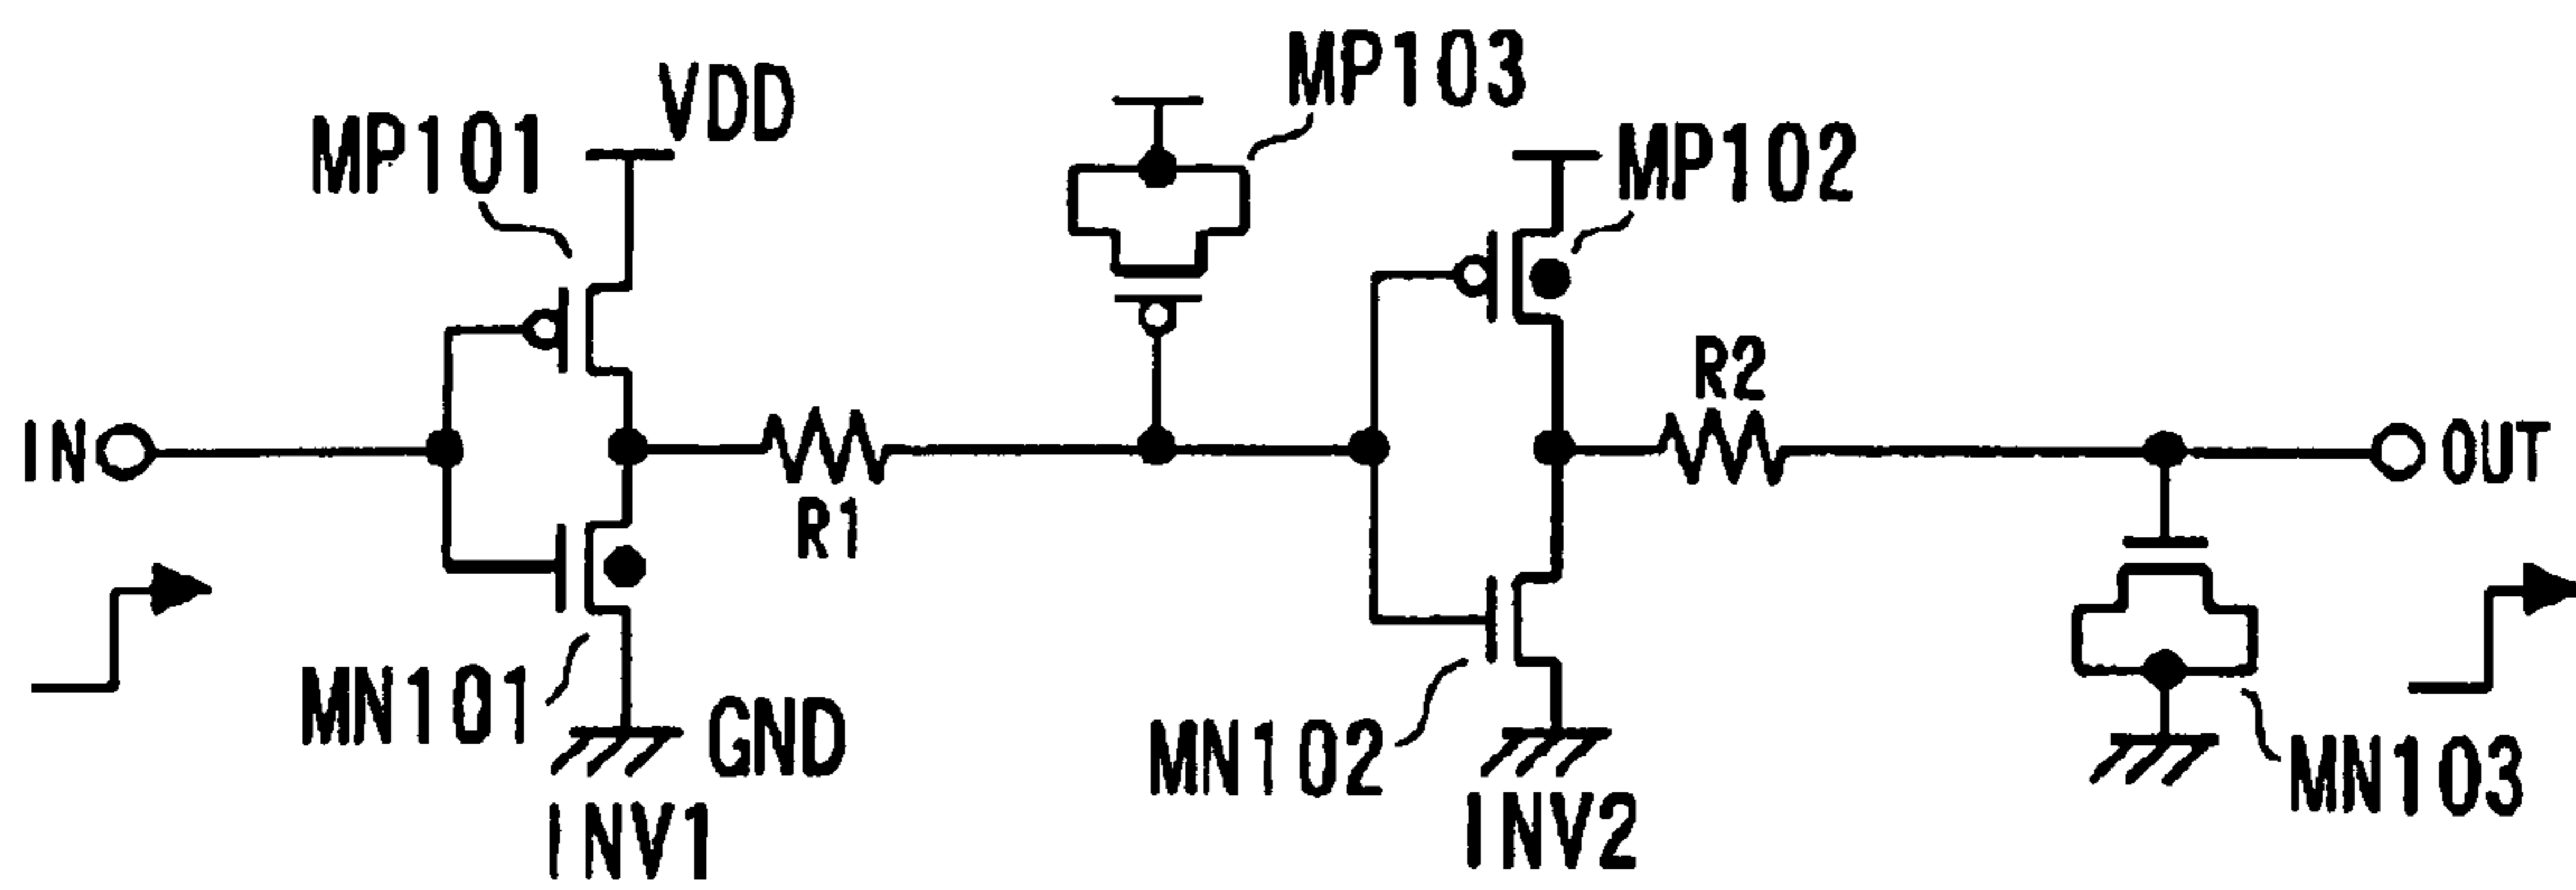 MP103
VDD
MP101
MP102
R2
IN
OUT
R1
MN101
GND
MN102
MN103
INV1
INV2